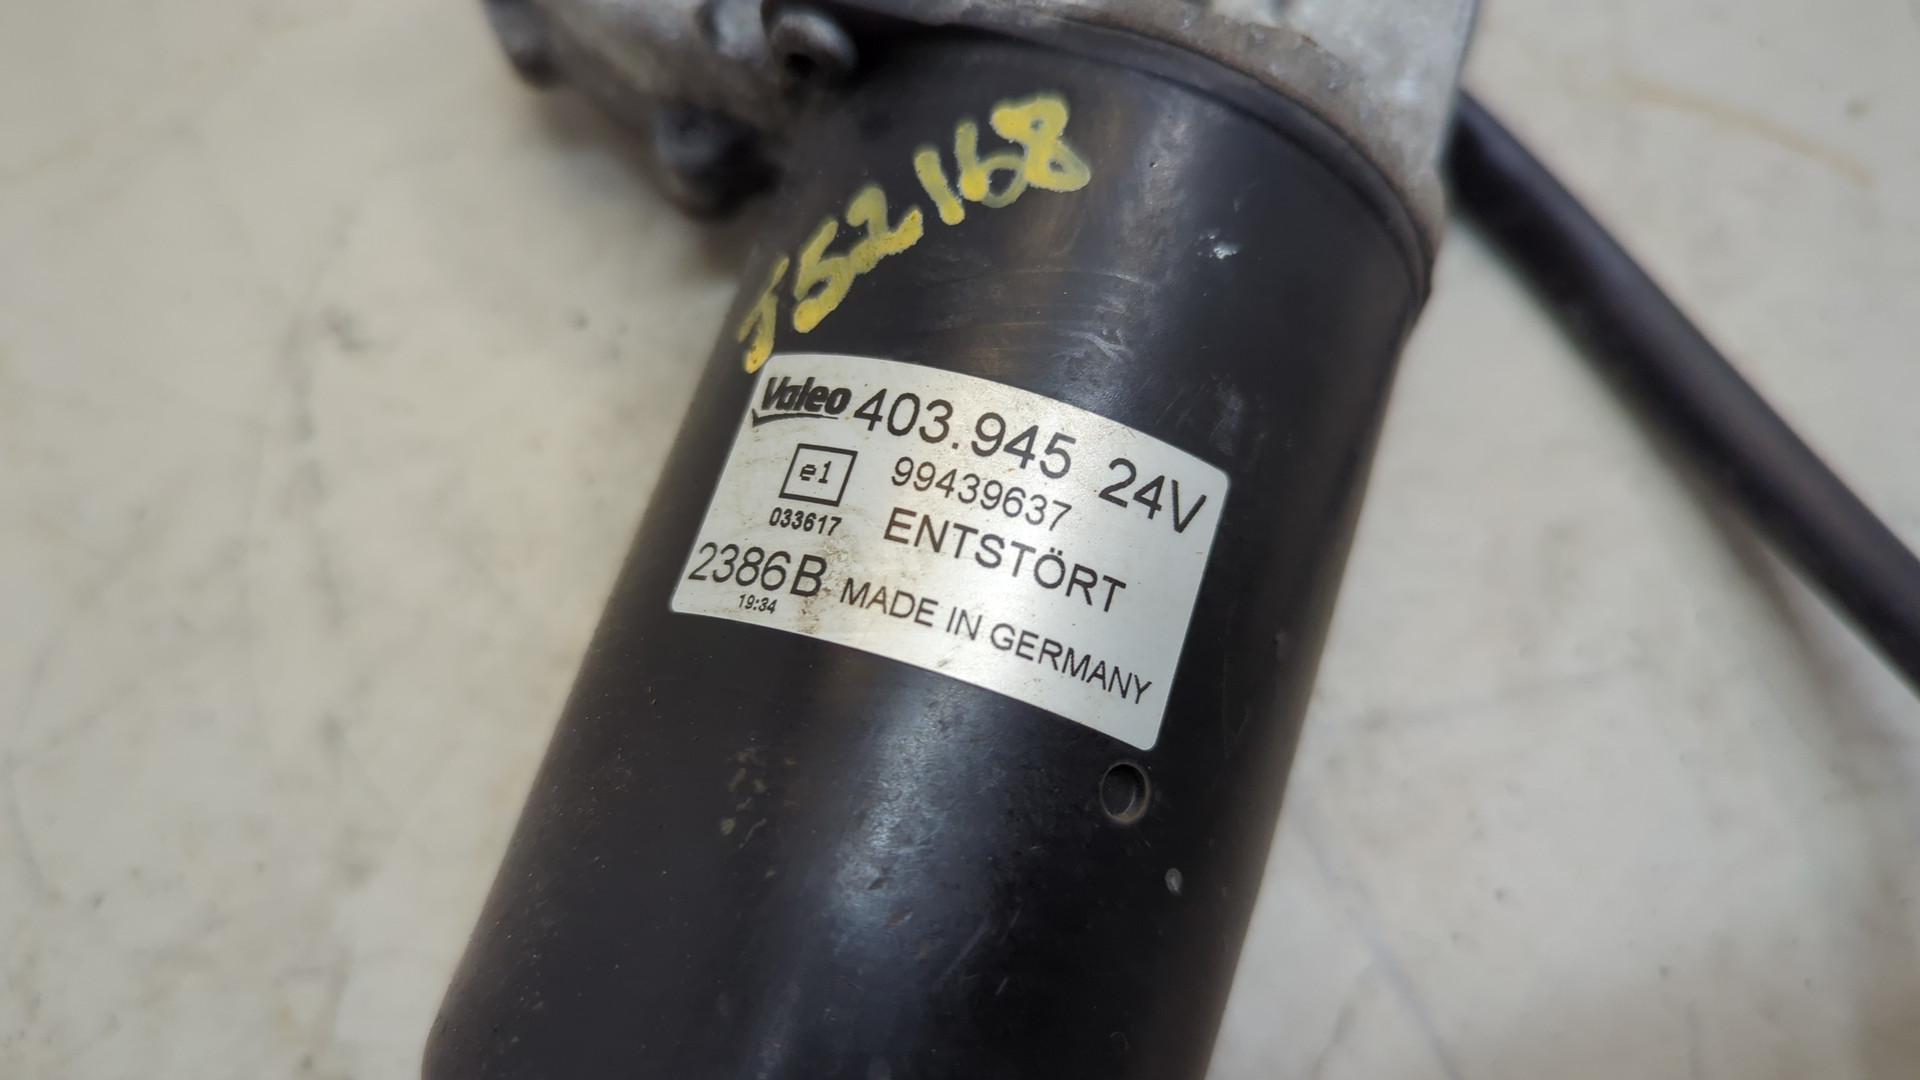 J52168
Valeo 403.945 24V
e1 99439637
033617 ENTSTÖRT
2386B MADE IN GERMANY
19:34